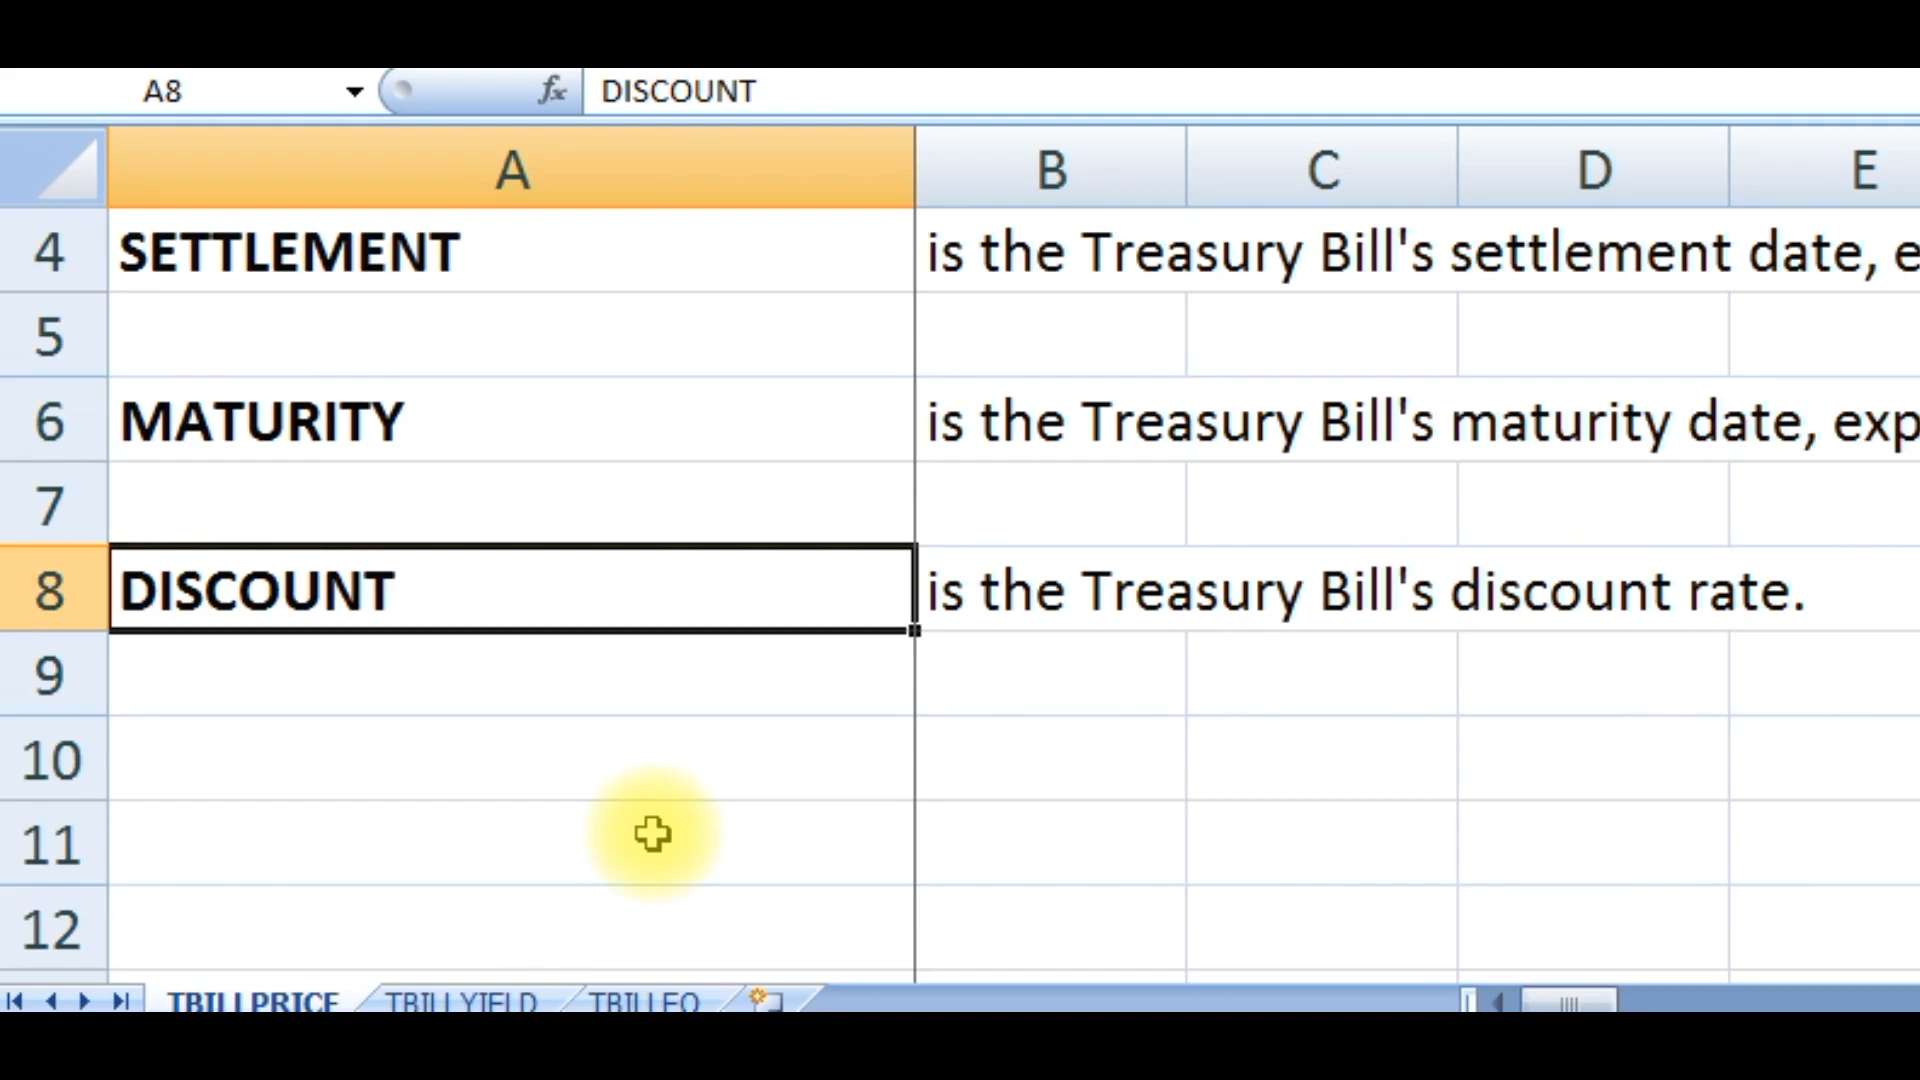 A8 fx DISCOUNT
A B C D E
4 SETTLEMENT is the Treasury Bill's settlement date, e
5
6 MATURITY is the Treasury Bill's maturity date, exp
7
8 DISCOUNT is the Treasury Bill's discount rate.
9
10
11
12
TBILLPRICE TBILLYIELD TBILLEQ